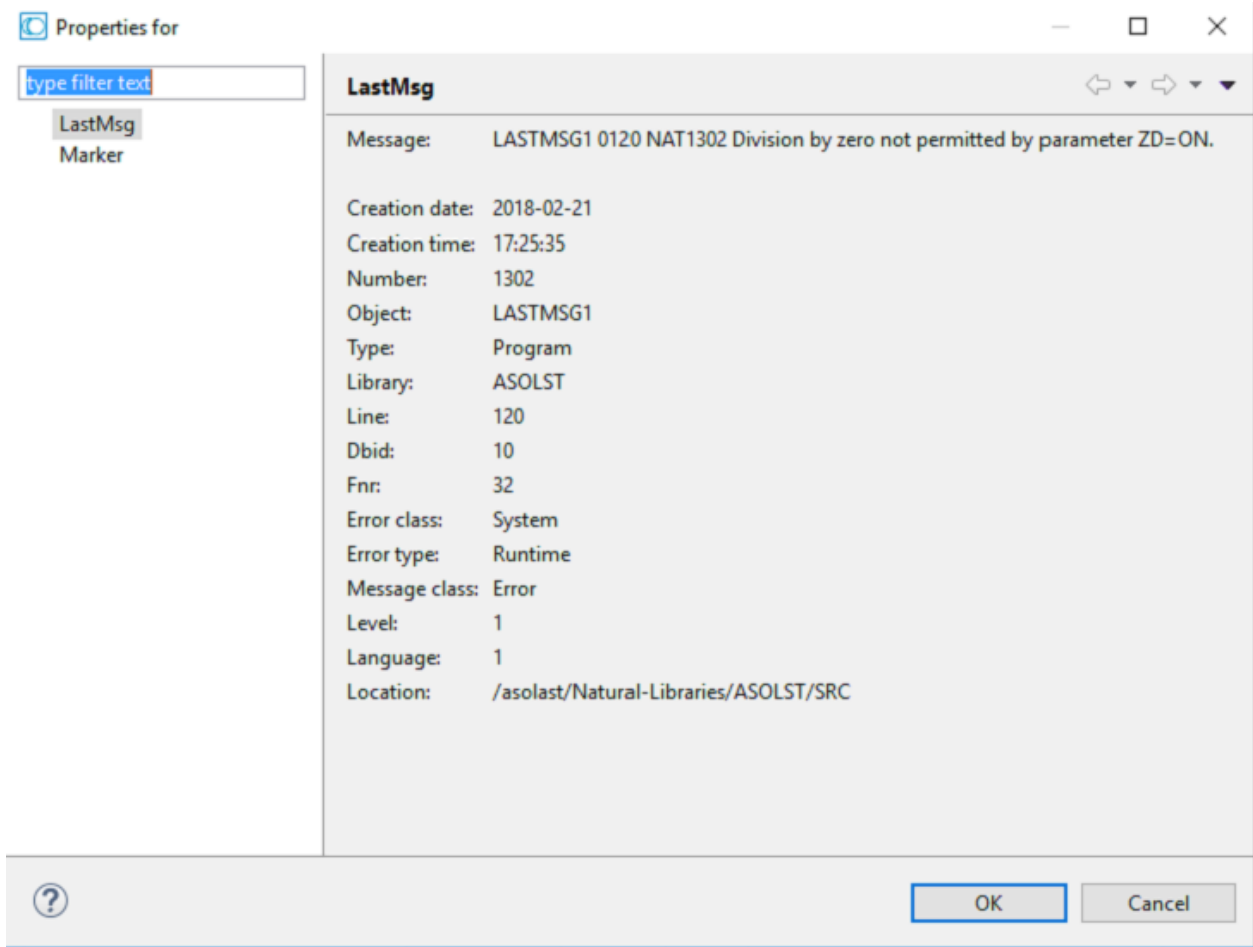 Properties for
type filter text
LastMsg
Marker
LastMsg
Message: LASTMSG1 0120 NAT1302 Division by zero not permitted by parameter ZD=ON.
Creation date: 2018-02-21
Creation time: 17:25:35
Number: 1302
Object: LASTMSG1
Type: Program
Library: ASOLST
Line: 120
Dbid: 10
Fnr: 32
Error class: System
Error type: Runtime
Message class: Error
Level: 1
Language: 1
Location: /asolast/Natural-Libraries/ASOLST/SRC
?
OK Cancel